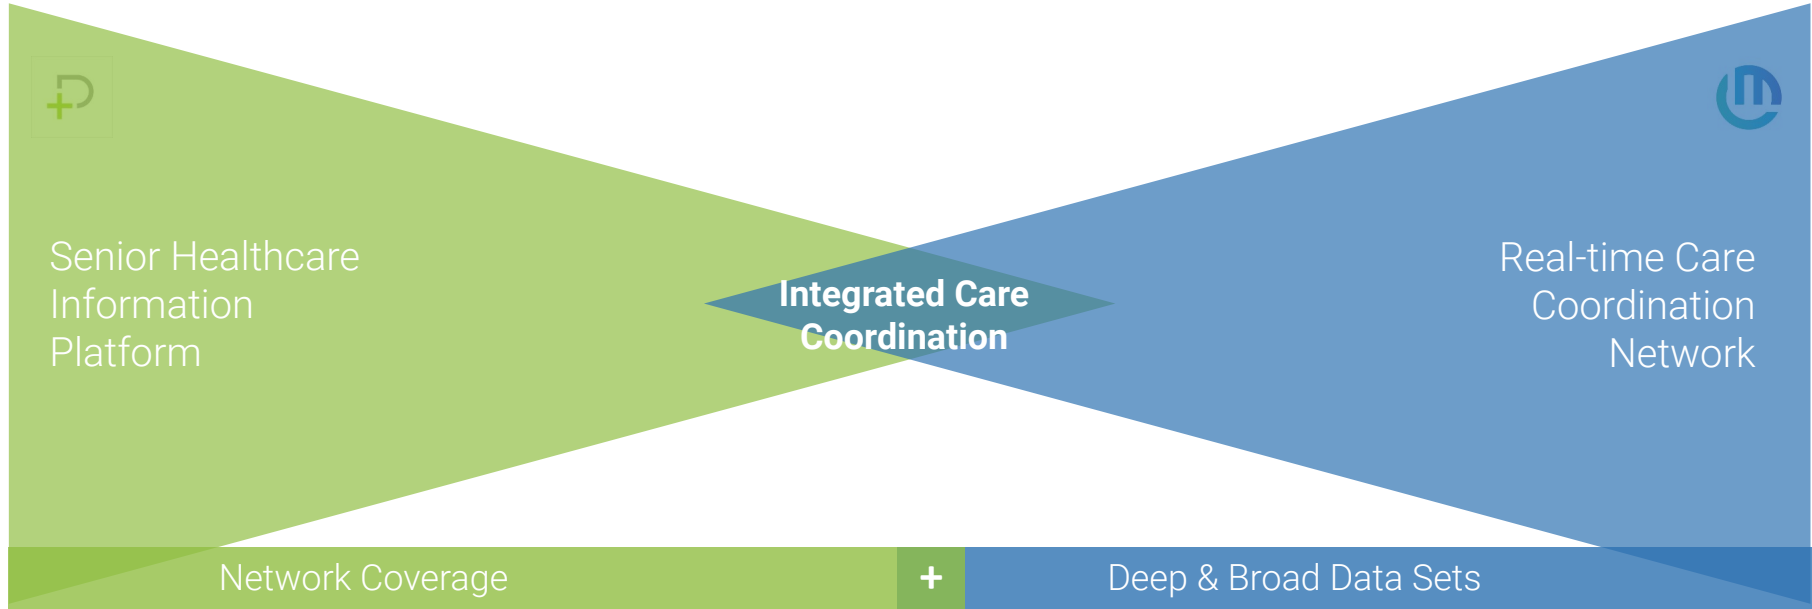 Senior Healthcare
Information
Platform
Integrated Care
Coordination
Real-time Care
Coordination
Network
Network Coverage
+
Deep & Broad Data Sets